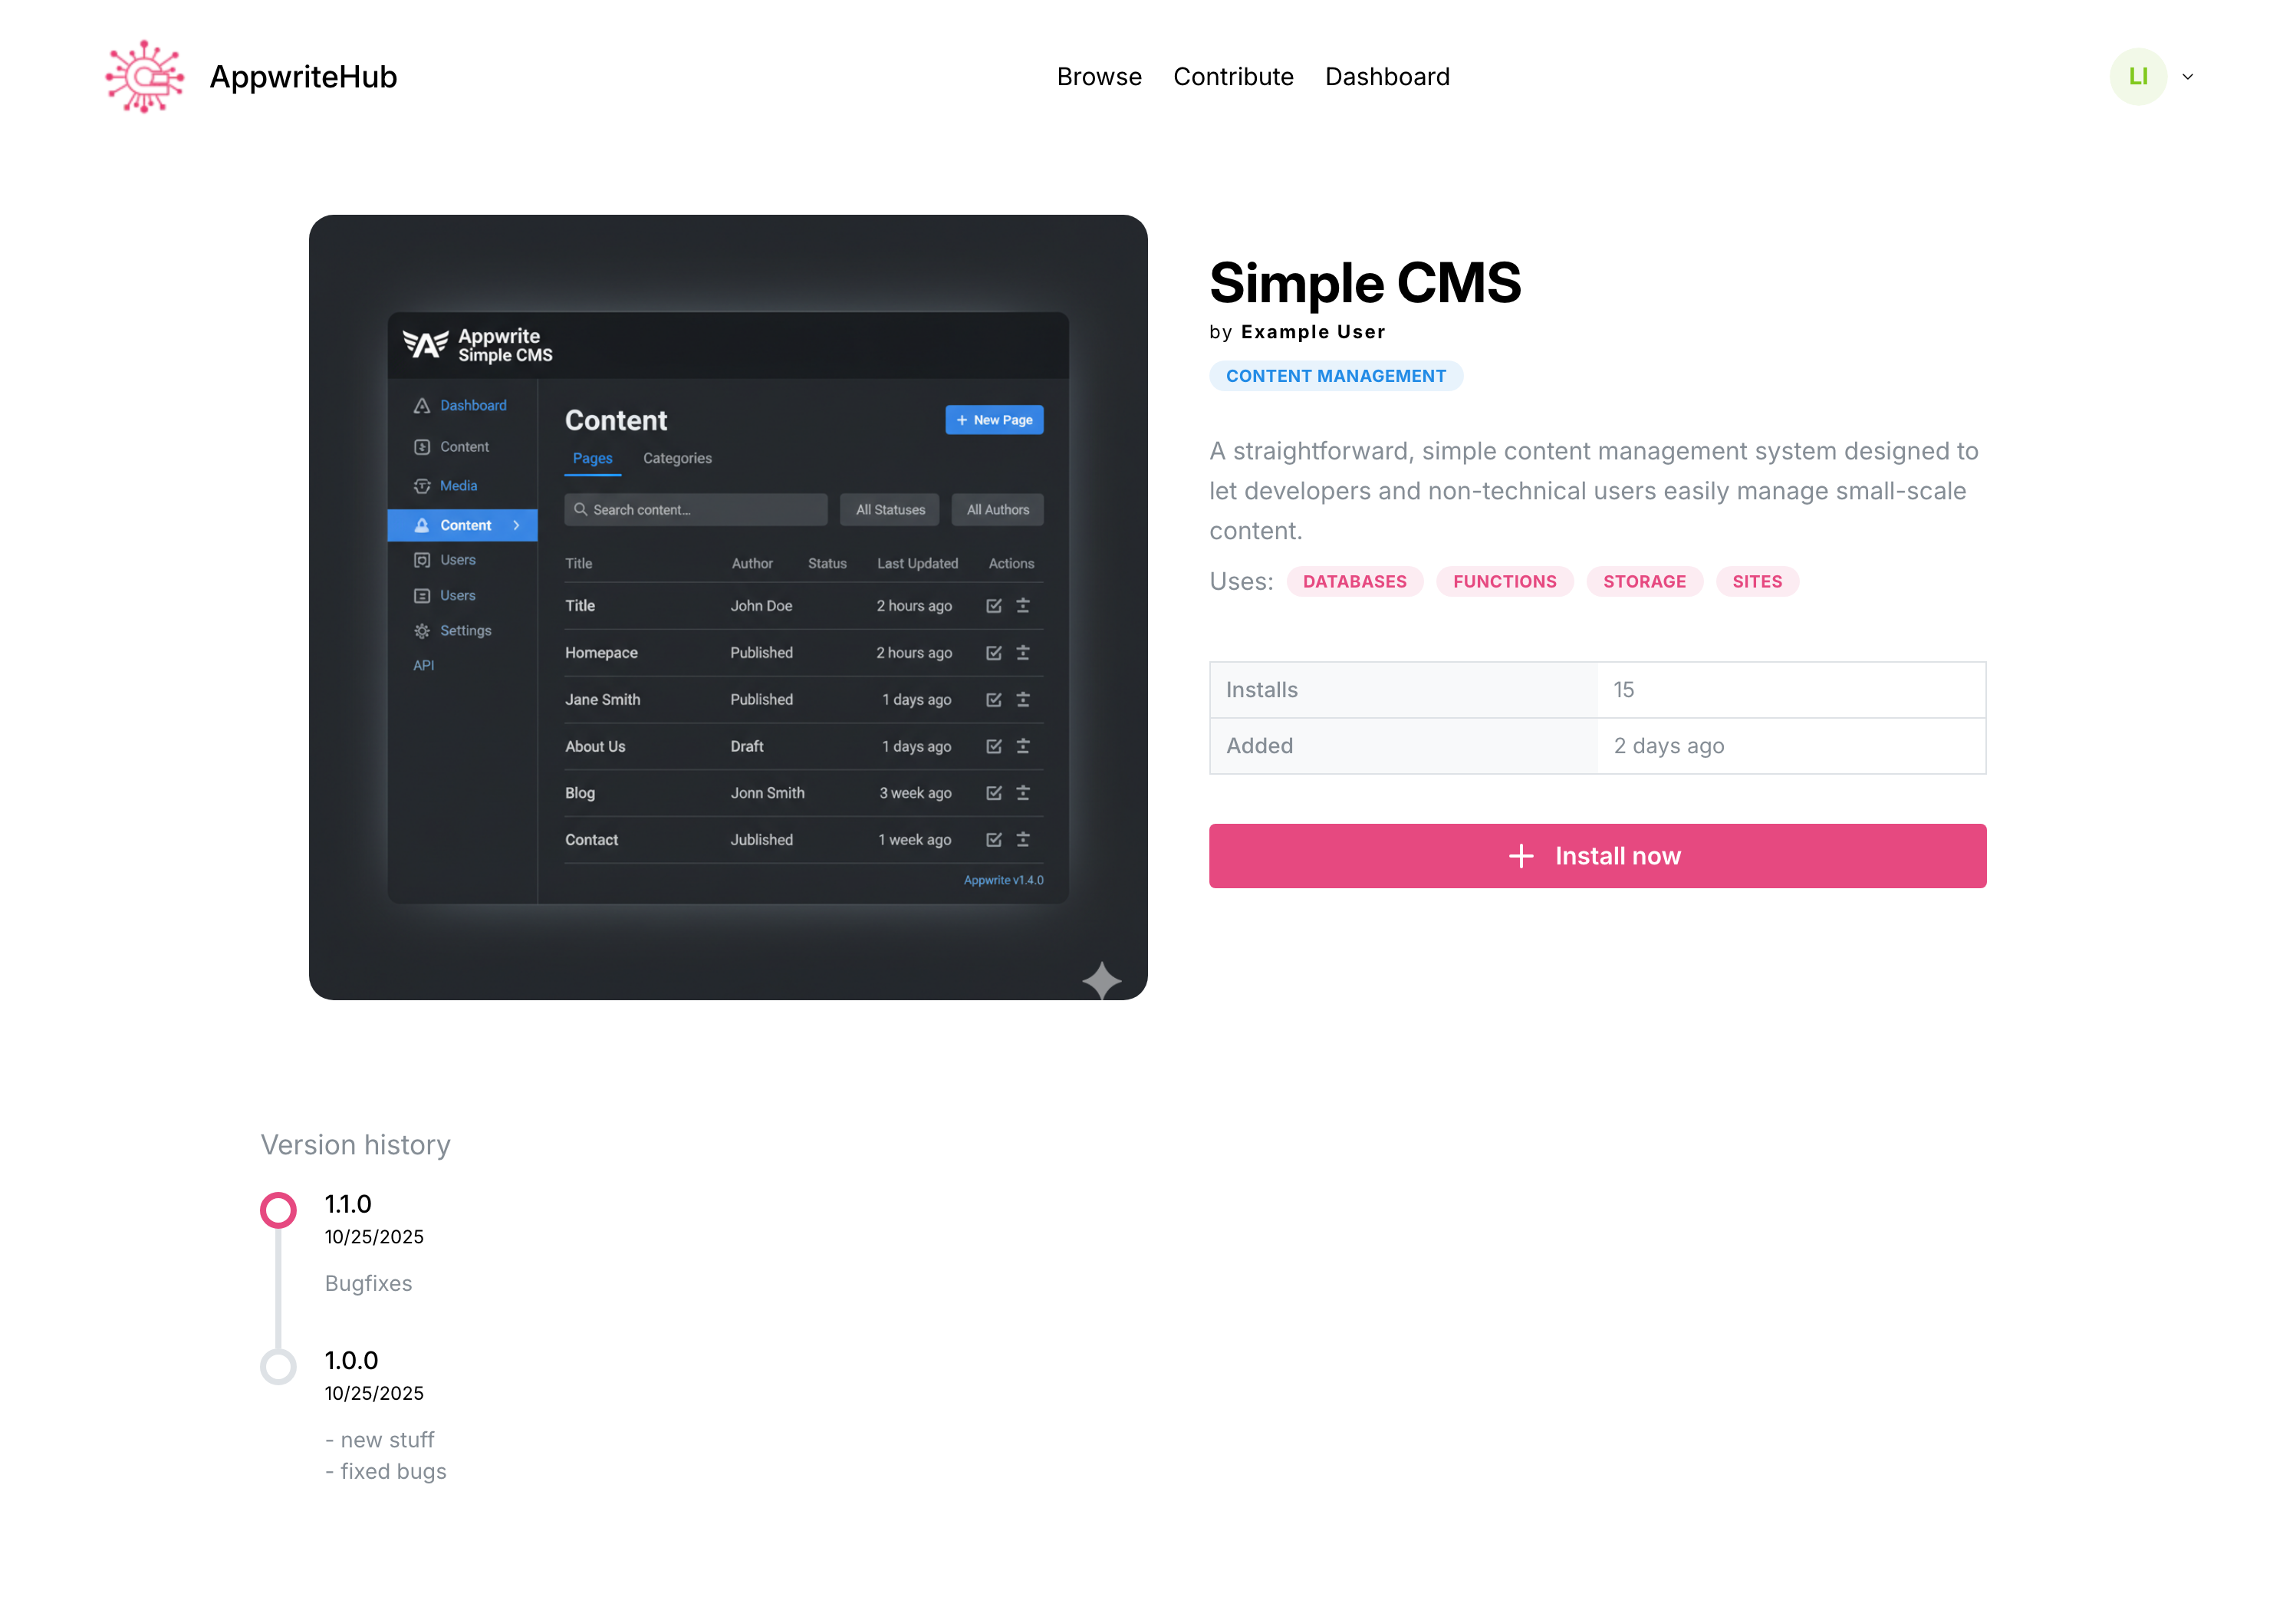 AppwriteHub
Browse Contribute Dashboard
LI
Appwrite
Simple CMS
Dashboard
Content
Media
Content
Users
Users
Settings
API
Content
+ New Page
Pages Categories
Search content...
All Statuses
All Authors
Title Author Status Last Updated Actions
Title John Doe 2 hours ago
Homepace Published 2 hours ago
Jane Smith Published 1 days ago
About Us Draft 1 days ago
Blog Jonn Smith 3 week ago
Contact Jublished 1 week ago
Appwrite v1.4.0
Simple CMS
by Example User
CONTENT MANAGEMENT
A straightforward, simple content management system designed to
let developers and non-technical users easily manage small-scale
content.
Uses: DATABASES FUNCTIONS STORAGE SITES
Installs 15
Added 2 days ago
Install now
Version history
1.1.0
10/25/2025
Bugfixes
1.0.0
10/25/2025
- new stuff
- fixed bugs